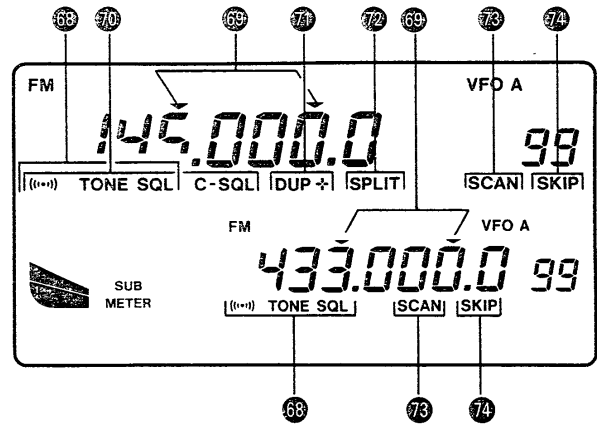 68 70 69 71 72 69 73 74
FM VFO A
145.000.0 99
((•)) TONE SQL C-SQL DUP ÷ SPLIT SCAN SKIP
FM VFO A
433.000.0 99
SUB
METER
((•)) TONE SQL SCAN SKIP
68 73 74